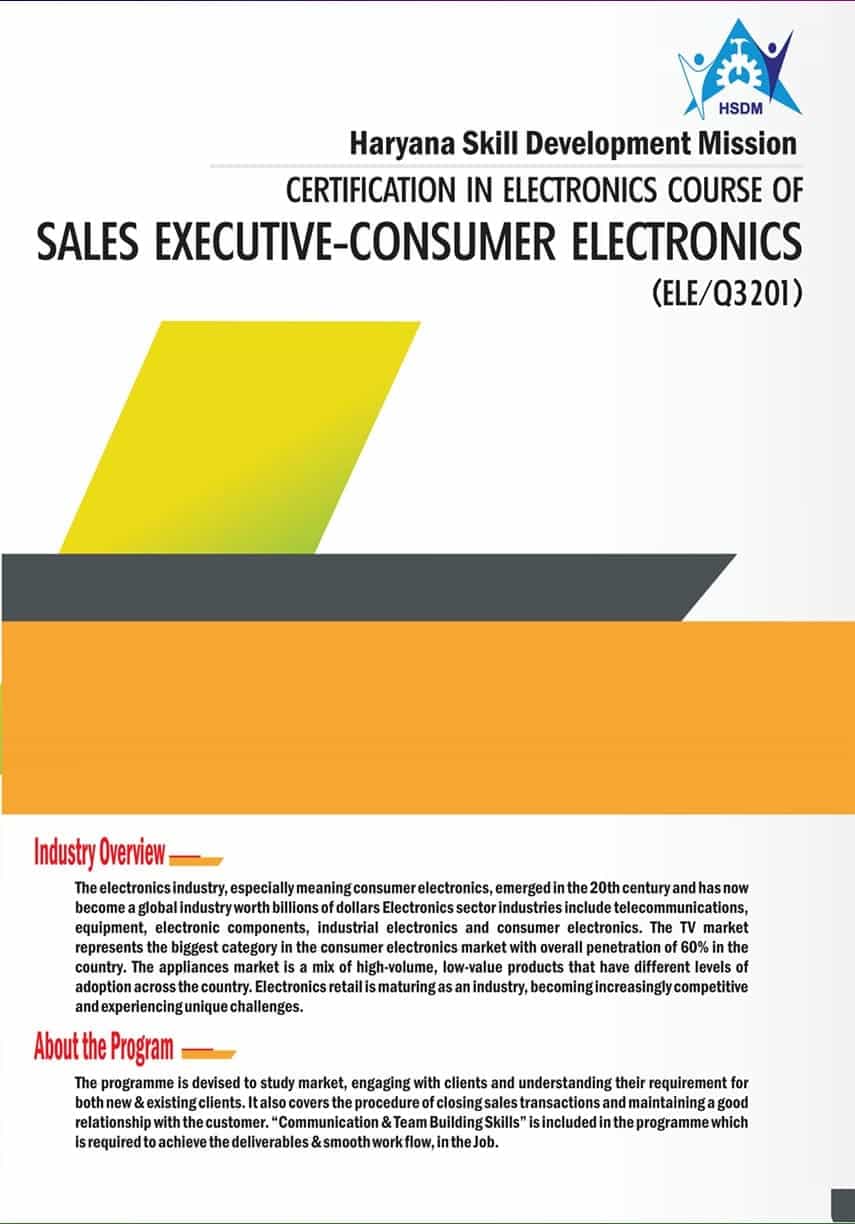 HSDM
Haryana Skill Development Mission
CERTIFICATION IN ELECTRONICS COURSE OF
SALES EXECUTIVE-CONSUMER ELECTRONICS
(ELE/Q3201)
Industry Overview
The electronics industry, especially meaning consumer electronics, emerged in the 20th century and has now
become a global industry worth billions of dollars Electronics sector industries include telecommunications,
equipment, electronic components, industrial electronics and consumer electronics. The TV market
represents the biggest category in the consumer electronics market with overall penetration of 60% in the
country. The appliances market is a mix of high-volume, low-value products that have different levels of
adoption across the country. Electronics retail is maturing as an industry, becoming increasingly competitive
and experiencing unique challenges.
About the Program
The programme is devised to study market, engaging with clients and understanding their requirement for
both new & existing clients. It also covers the procedure of closing sales transactions and maintaining a good
relationship with the customer. “Communication & Team Building Skills” is included in the programme which
is required to achieve the deliverables & smooth work flow, in the Job.